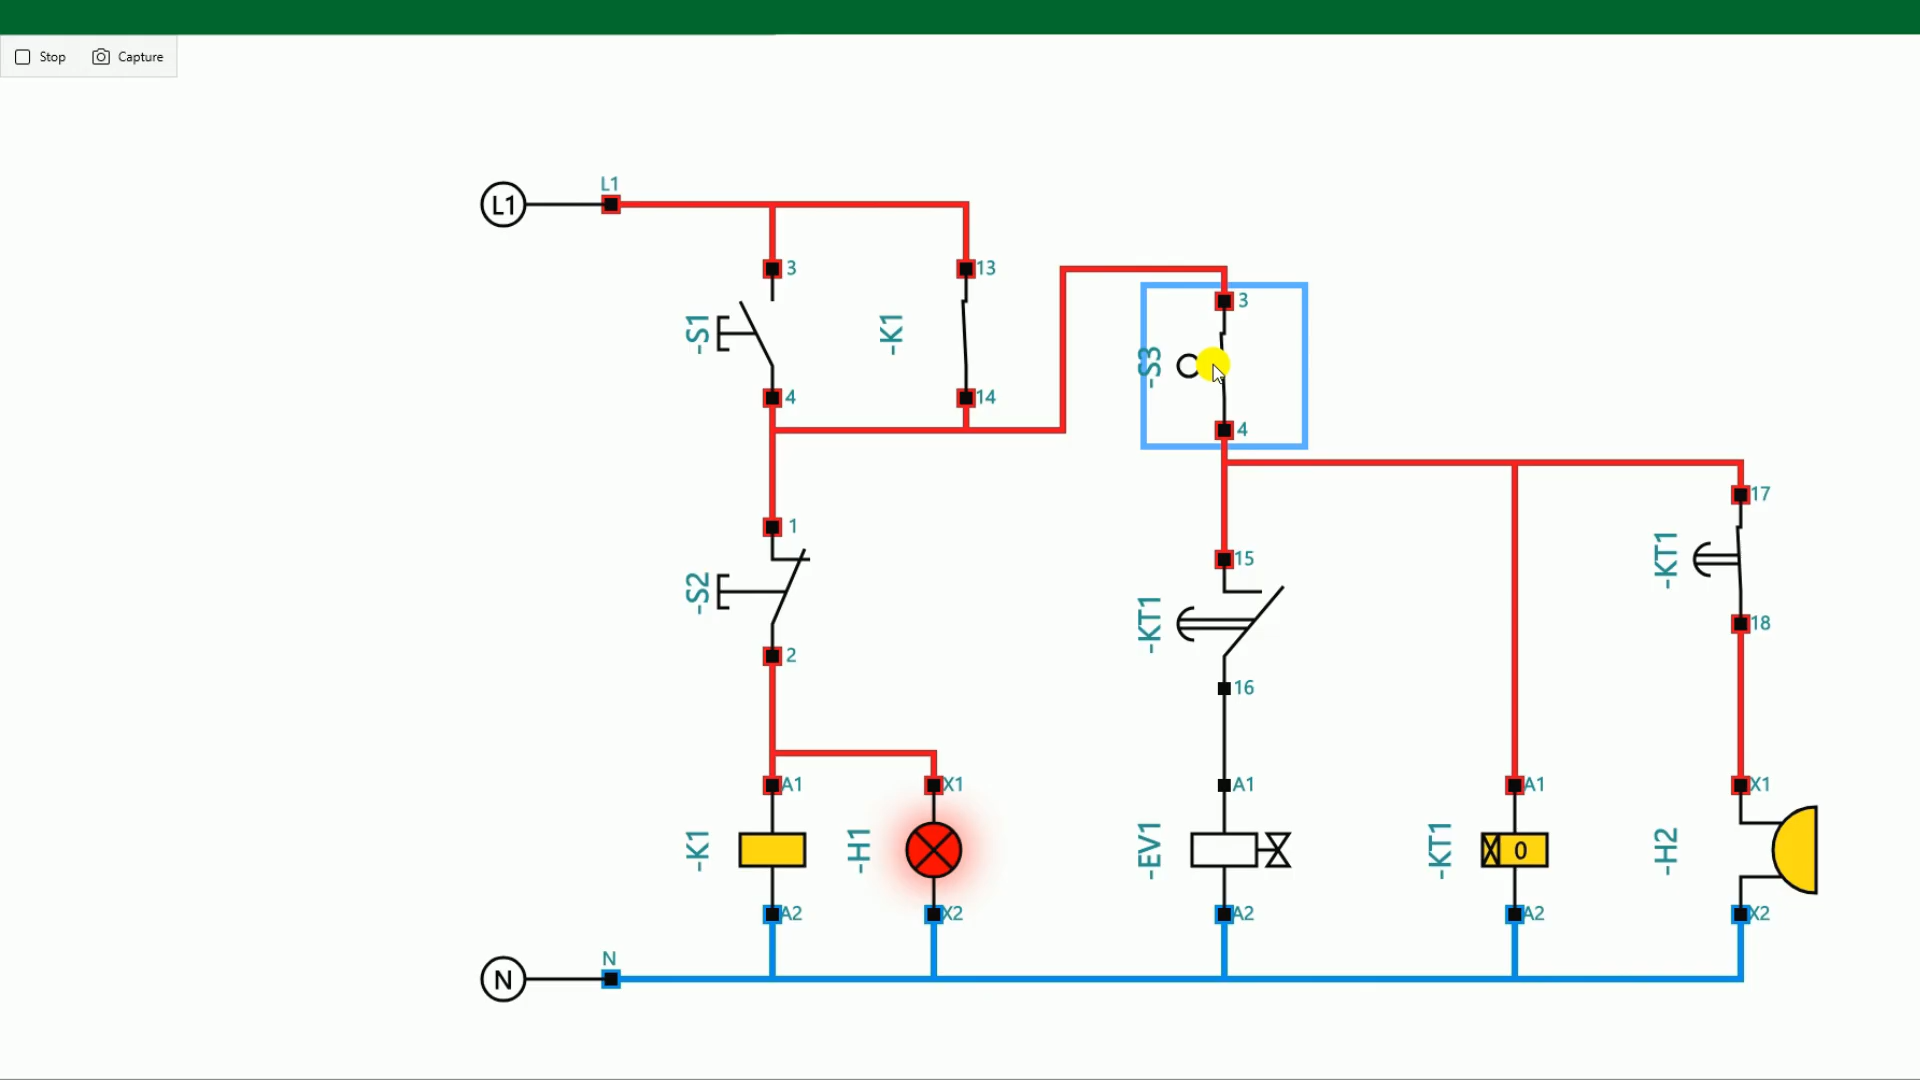 Stop
Capture
L1
L1
3
13
-S1
-K1
3
-S3
4
14
4
17
1
-KT1
15
-S2
-KT1
18
2
16
A1
X1
A1
A1
X1
-K1
-H1
-EV1
-KT1
0
-H2
A2
X2
A2
A2
X2
N
N